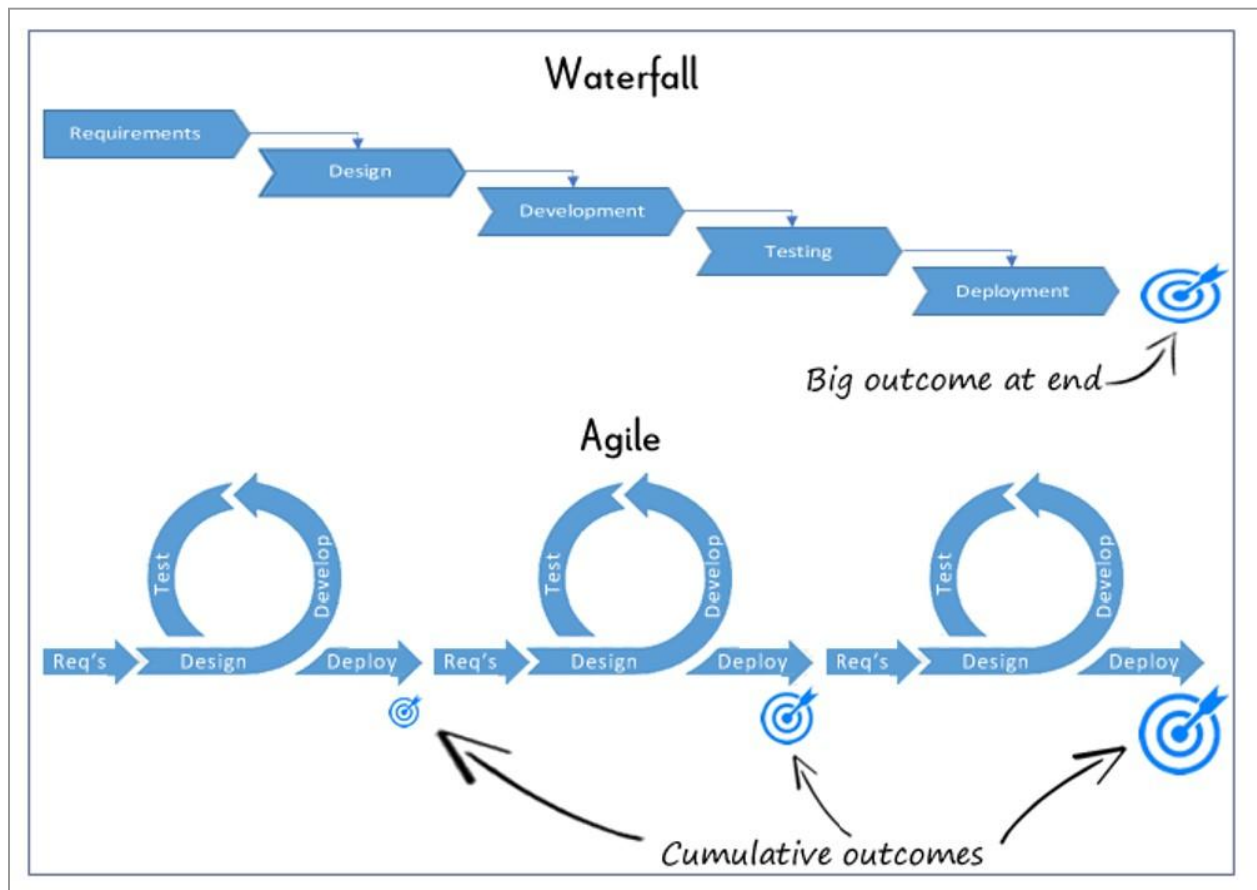 Waterfall
Requirements
Design
Development
Testing
Deployment
Big outcome at end
Agile
Test
Develop
Req's
Design
Deploy
Test
Develop
Req's
Design
Deploy
Test
Develop
Req's
Design
Deploy
Cumulative outcomes